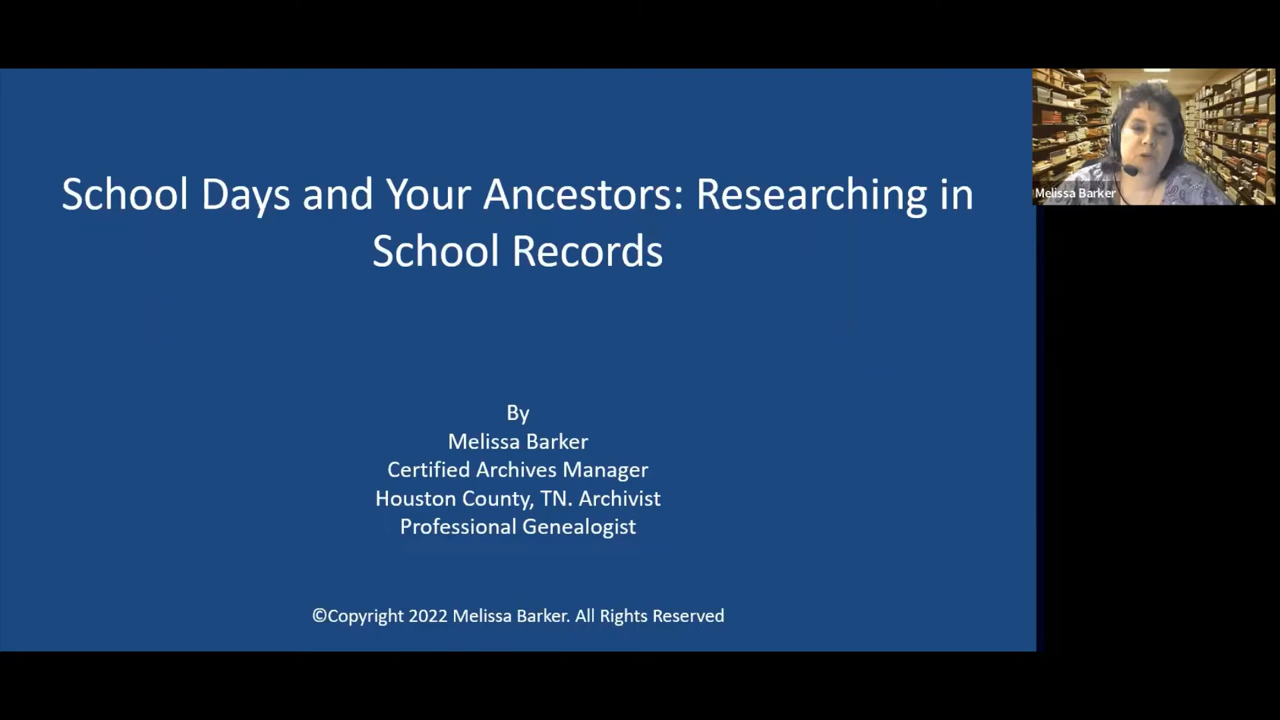 School Days and Your Ancestors: Researching in
School Records
By
Melissa Barker
Certified Archives Manager
Houston County, TN. Archivist
Professional Genealogist
©Copyright 2022 Melissa Barker. All Rights Reserved
Melissa Barker